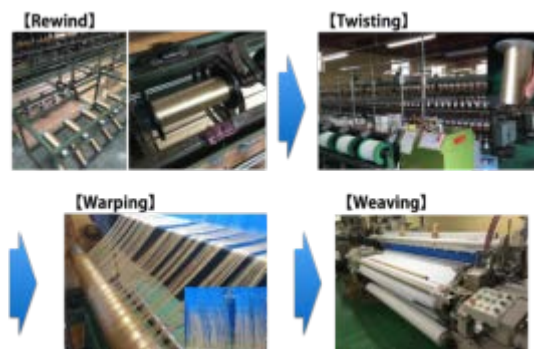 【Rewind】
【Twisting】
【Warping】
【Weaving】